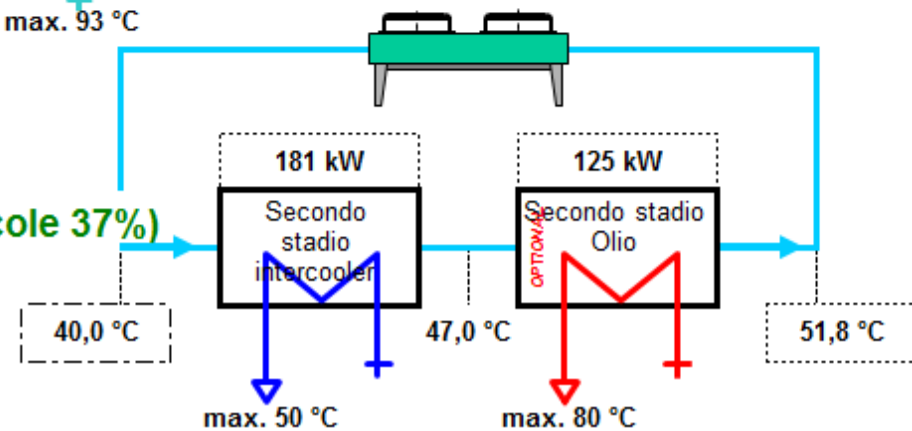 max. 93 °C
181 kW
125 kW
cole 37%)
Secondo
stadio
intercooler
OPTIONAL
Secondo stadio
Olio
40,0 °C
47,0 °C
51,8 °C
max. 50 °C
max. 80 °C